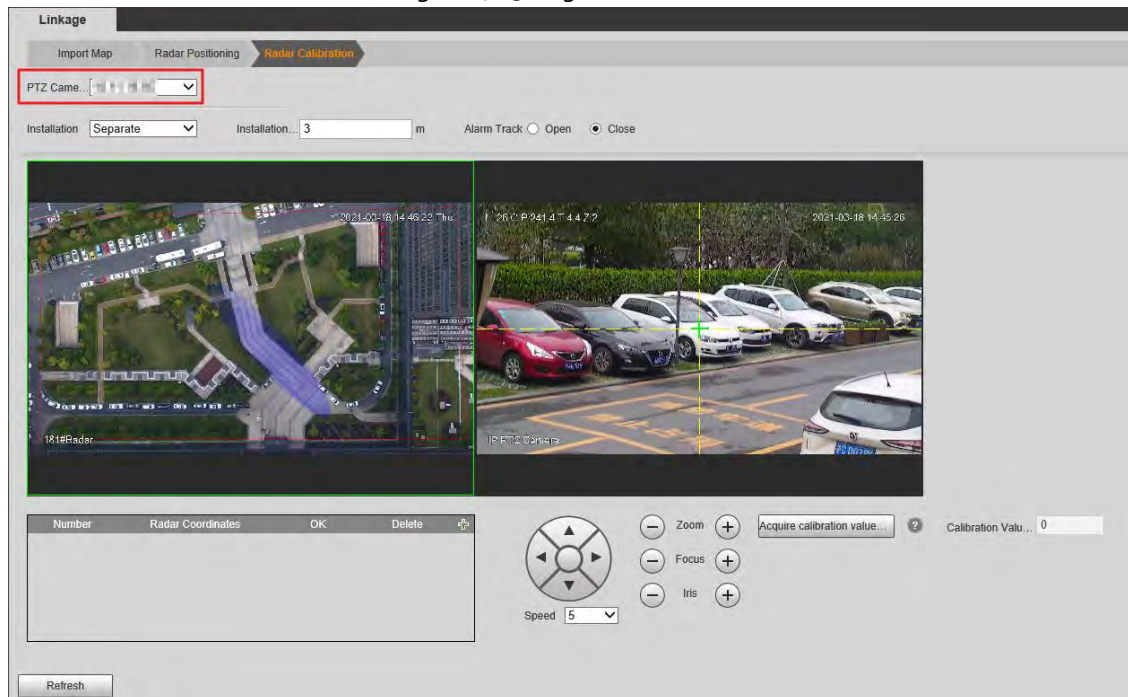 Linkage
Import Map Radar Positioning Radar Calibration
PTZ Came...
Installation Separate Installation... 3 m Alarm Track Open Close
2021-03-18 14:46:22 Thu
2021-03-18 14:45:26
181#Radar
IP PTZ Camera
Number Radar Coordinates OK Delete
Zoom Acquire calibration value... Calibration Valu... 0
Focus
Iris
Speed 5
Refresh